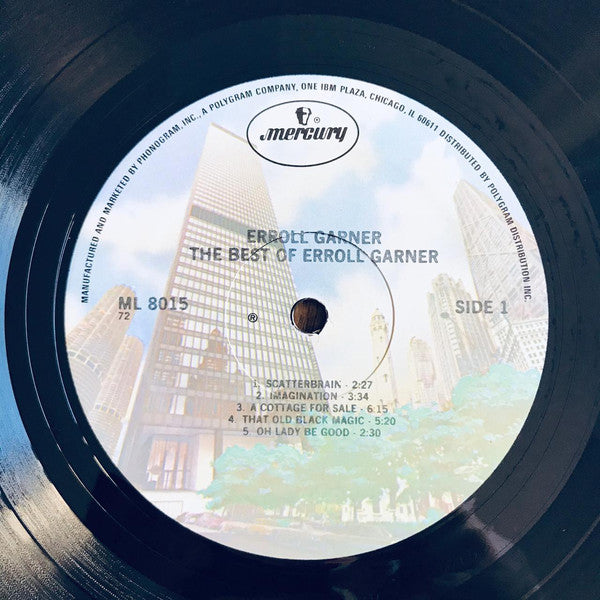 MANUFACTURED AND MARKETED BY PHONOGRAM, INC., A POLYGRAM COMPANY, ONE IBM PLAZA, CHICAGO, IL 60611 DISTRIBUTED BY POLYGRAM DISTRIBUTION INC.
®
mercury
ERROLL GARNER
THE BEST OF ERROLL GARNER
ML 8015
72
℗
SIDE 1
1. SCATTERBRAIN · 2:27
2. IMAGINATION · 3:34
3. A COTTAGE FOR SALE · 6:15
4. THAT OLD BLACK MAGIC · 5:20
5. OH LADY BE GOOD · 2:30